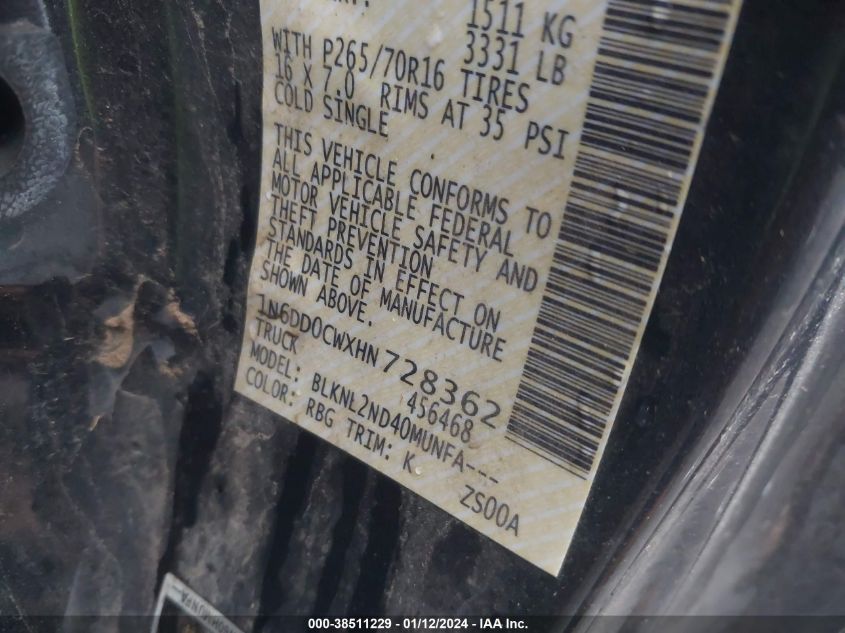 1511 KG
3331 LB
WITH P265/70R16 TIRES
16 X 7.0 RIMS AT 35 PSI
COLD SINGLE
THIS VEHICLE CONFORMS TO
ALL APPLICABLE FEDERAL
MOTOR VEHICLE SAFETY AND
THEFT PREVENTION
STANDARDS IN EFFECT ON
THE DATE OF MANUFACTURE
SHOWN ABOVE.
1N6DD0CWXHN728362
TRUCK 456468
MODEL: BLKNL2ND40MUNFA---
COLOR: RBG TRIM: K
ZS00A
000-38511229 - 01/12/2024 - IAA Inc.